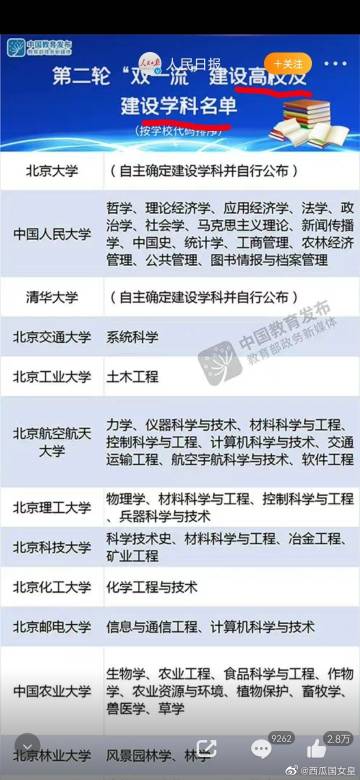 中国教育发布
教育部政务新媒体
人民日报
+关注
第二轮“双一流”建设高校及
建设学科名单
（按学校代码排序）
北京大学
（自主确定建设学科并自行公布）
中国人民大学
哲学、理论经济学、应用经济学、法学、政
治学、社会学、马克思主义理论、新闻传播
学、中国史、统计学、工商管理、农林经济
管理、公共管理、图书情报与档案管理
清华大学
（自主确定建设学科并自行公布）
北京交通大学
系统科学
北京工业大学
土木工程
北京航空航天
大学
力学、仪器科学与技术、材料科学与工程、
控制科学与工程、计算机科学与技术、交通
运输工程、航空宇航科学与技术、软件工程
北京理工大学
物理学、材料科学与工程、控制科学与工程
、兵器科学与技术
北京科技大学
科学技术史、材料科学与工程、冶金工程、
矿业工程
北京化工大学
化学工程与技术
北京邮电大学
信息与通信工程、计算机科学与技术
中国农业大学
生物学、农业工程、食品科学与工程、作物
学、农业资源与环境、植物保护、畜牧学、
兽医学、草学
北京林业大学
风景园林学、林学
中国教育发布
教育部政务新媒体
9262
2.8万
@西瓜国女皇